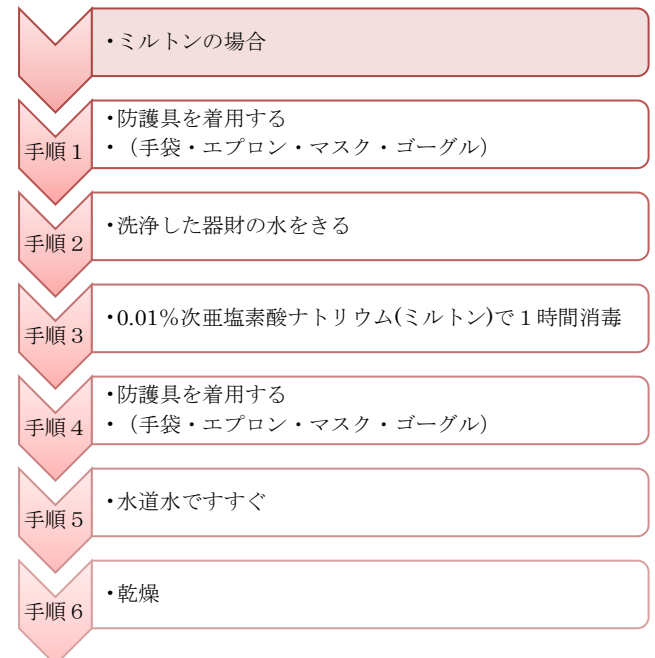 ・ミルトンの場合
手順１
・防護具を着用する
・（手袋・エプロン・マスク・ゴーグル）
手順２
・洗浄した器財の水をきる
手順３
・0.01％次亜塩素酸ナトリウム(ミルトン)で１時間消毒
手順４
・防護具を着用する
・（手袋・エプロン・マスク・ゴーグル）
手順５
・水道水ですすぐ
手順６
・乾燥